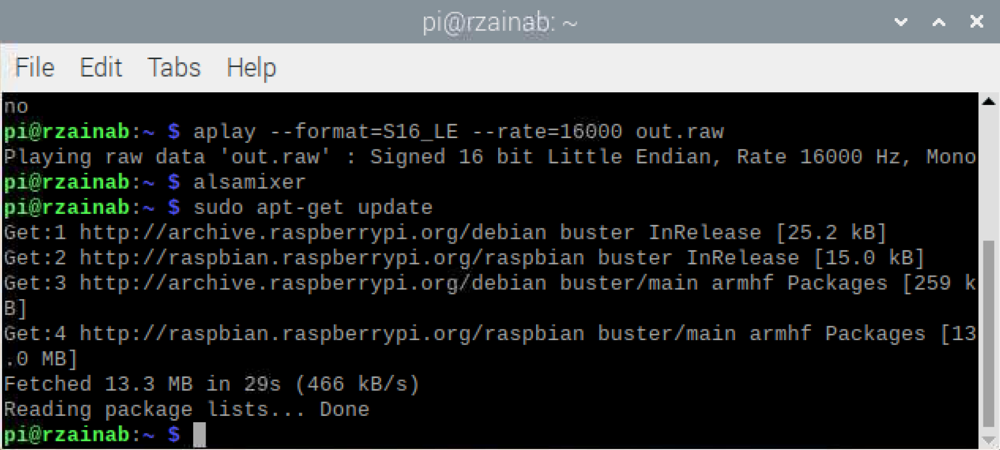 pi@rzainab: ~
File Edit Tabs Help
no
pi@rzainab:~ $ aplay --format=S16_LE --rate=16000 out.raw
Playing raw data 'out.raw' : Signed 16 bit Little Endian, Rate 16000 Hz, Mono
pi@rzainab:~ $ alsamixer
pi@rzainab:~ $ sudo apt-get update
Get:1 http://archive.raspberrypi.org/debian buster InRelease [25.2 kB]
Get:2 http://raspbian.raspberrypi.org/raspbian buster InRelease [15.0 kB]
Get:3 http://archive.raspberrypi.org/debian buster/main armhf Packages [259 k
B]
Get:4 http://raspbian.raspberrypi.org/raspbian buster/main armhf Packages [13
.0 MB]
Fetched 13.3 MB in 29s (466 kB/s)
Reading package lists... Done
pi@rzainab:~ $